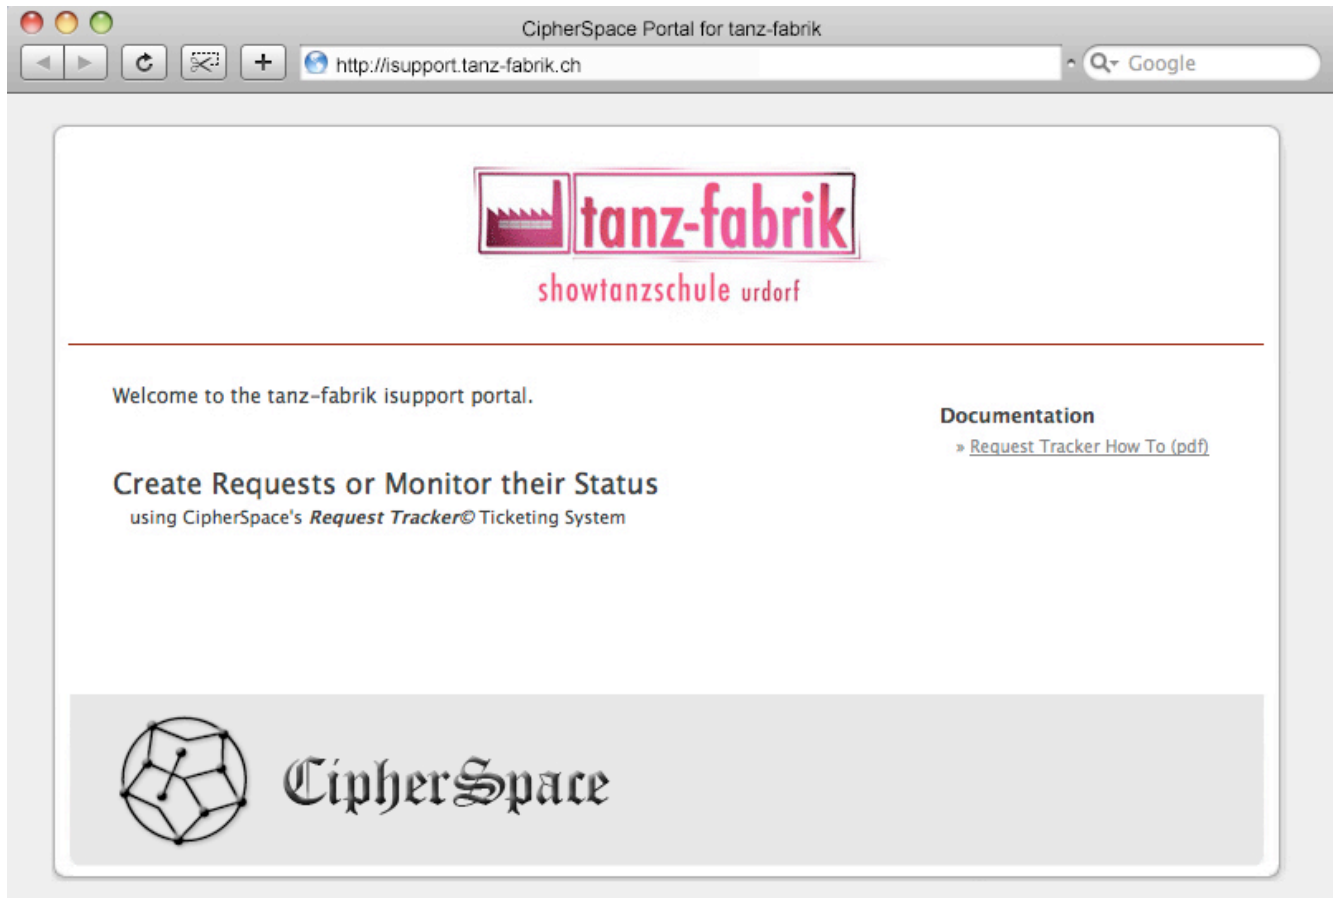 CipherSpace Portal for tanz-fabrik
http://isupport.tanz-fabrik.ch
Google
tanz-fabrik
showtanzschule urdorf
Welcome to the tanz-fabrik isupport portal.
Documentation
» Request Tracker How To (pdf)
Create Requests or Monitor their Status
using CipherSpace's Request Tracker© Ticketing System
CipherSpace